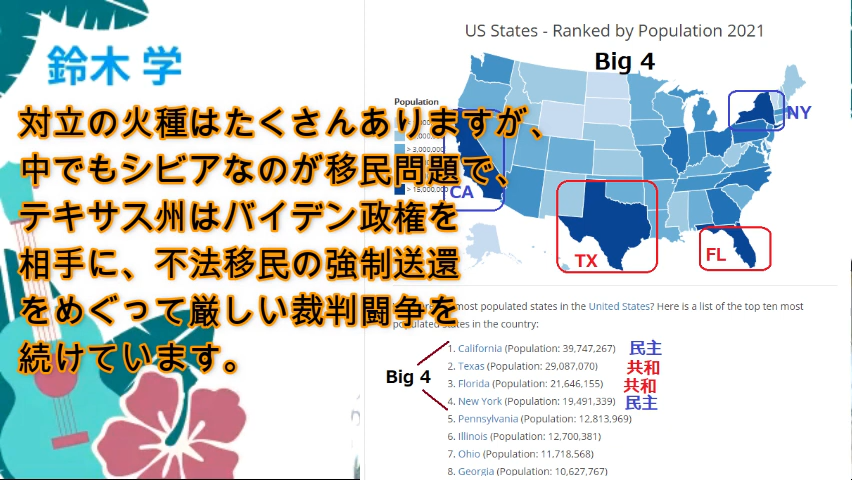 鈴木 学
対立の火種はたくさんありますが、
中でもシビアなのが移民問題で、
テキサス州はバイデン政権を
相手に、不法移民の強制送還
をめぐって厳しい裁判闘争を
続けています。
US States - Ranked by Population 2021
Big 4
Population
NY
CA
TX
FL
most populated states in the United States? Here is a list of the top ten most
populated states in the country:
Big 4
1. California (Population: 39,747,267) 民主
2. Texas (Population: 29,087,070) 共和
3. Florida (Population: 21,646,155) 共和
4. New York (Population: 19,491,339) 民主
5. Pennsylvania (Population: 12,813,969)
6. Illinois (Population: 12,700,381)
7. Ohio (Population: 11,718,568)
8. Georgia (Population: 10,627,767)